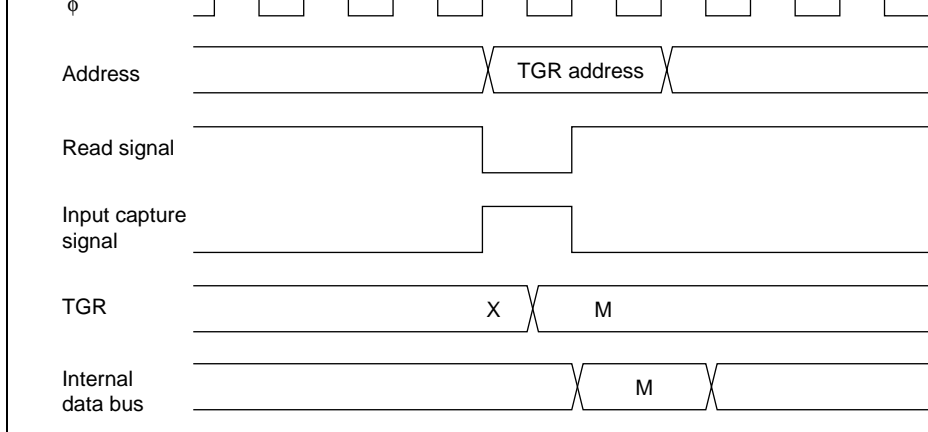 ϕ
Address
TGR address
Read signal
Input capture
signal
TGR
X
M
Internal
data bus
M